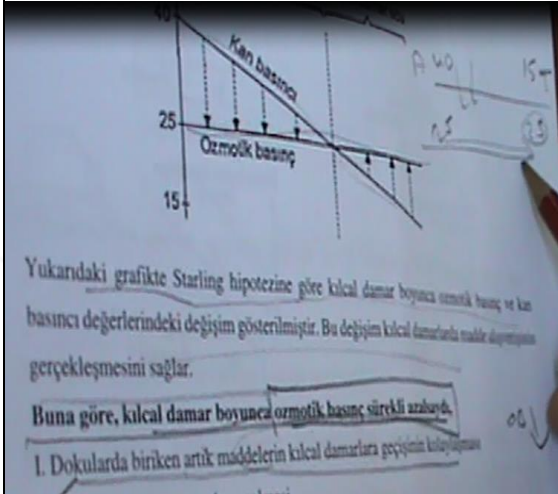 40
Kan basıncı
25
Ozmotik basınç
15
A 40
15
25
Yukarıdaki grafikte Starling hipotezine göre kılcal damar boyunca ozmotik basınç ve kan
basıncı değerlerindeki değişim gösterilmiştir. Bu değişim kılcal damarlarda madde
gerçekleşmesini sağlar.
Buna göre, kılcal damar boyunca ozmotik basınç sürekli azalsaydı,
I. Dokularda biriken artık maddelerin kılcal damarlara geçişinin kolaylaşması